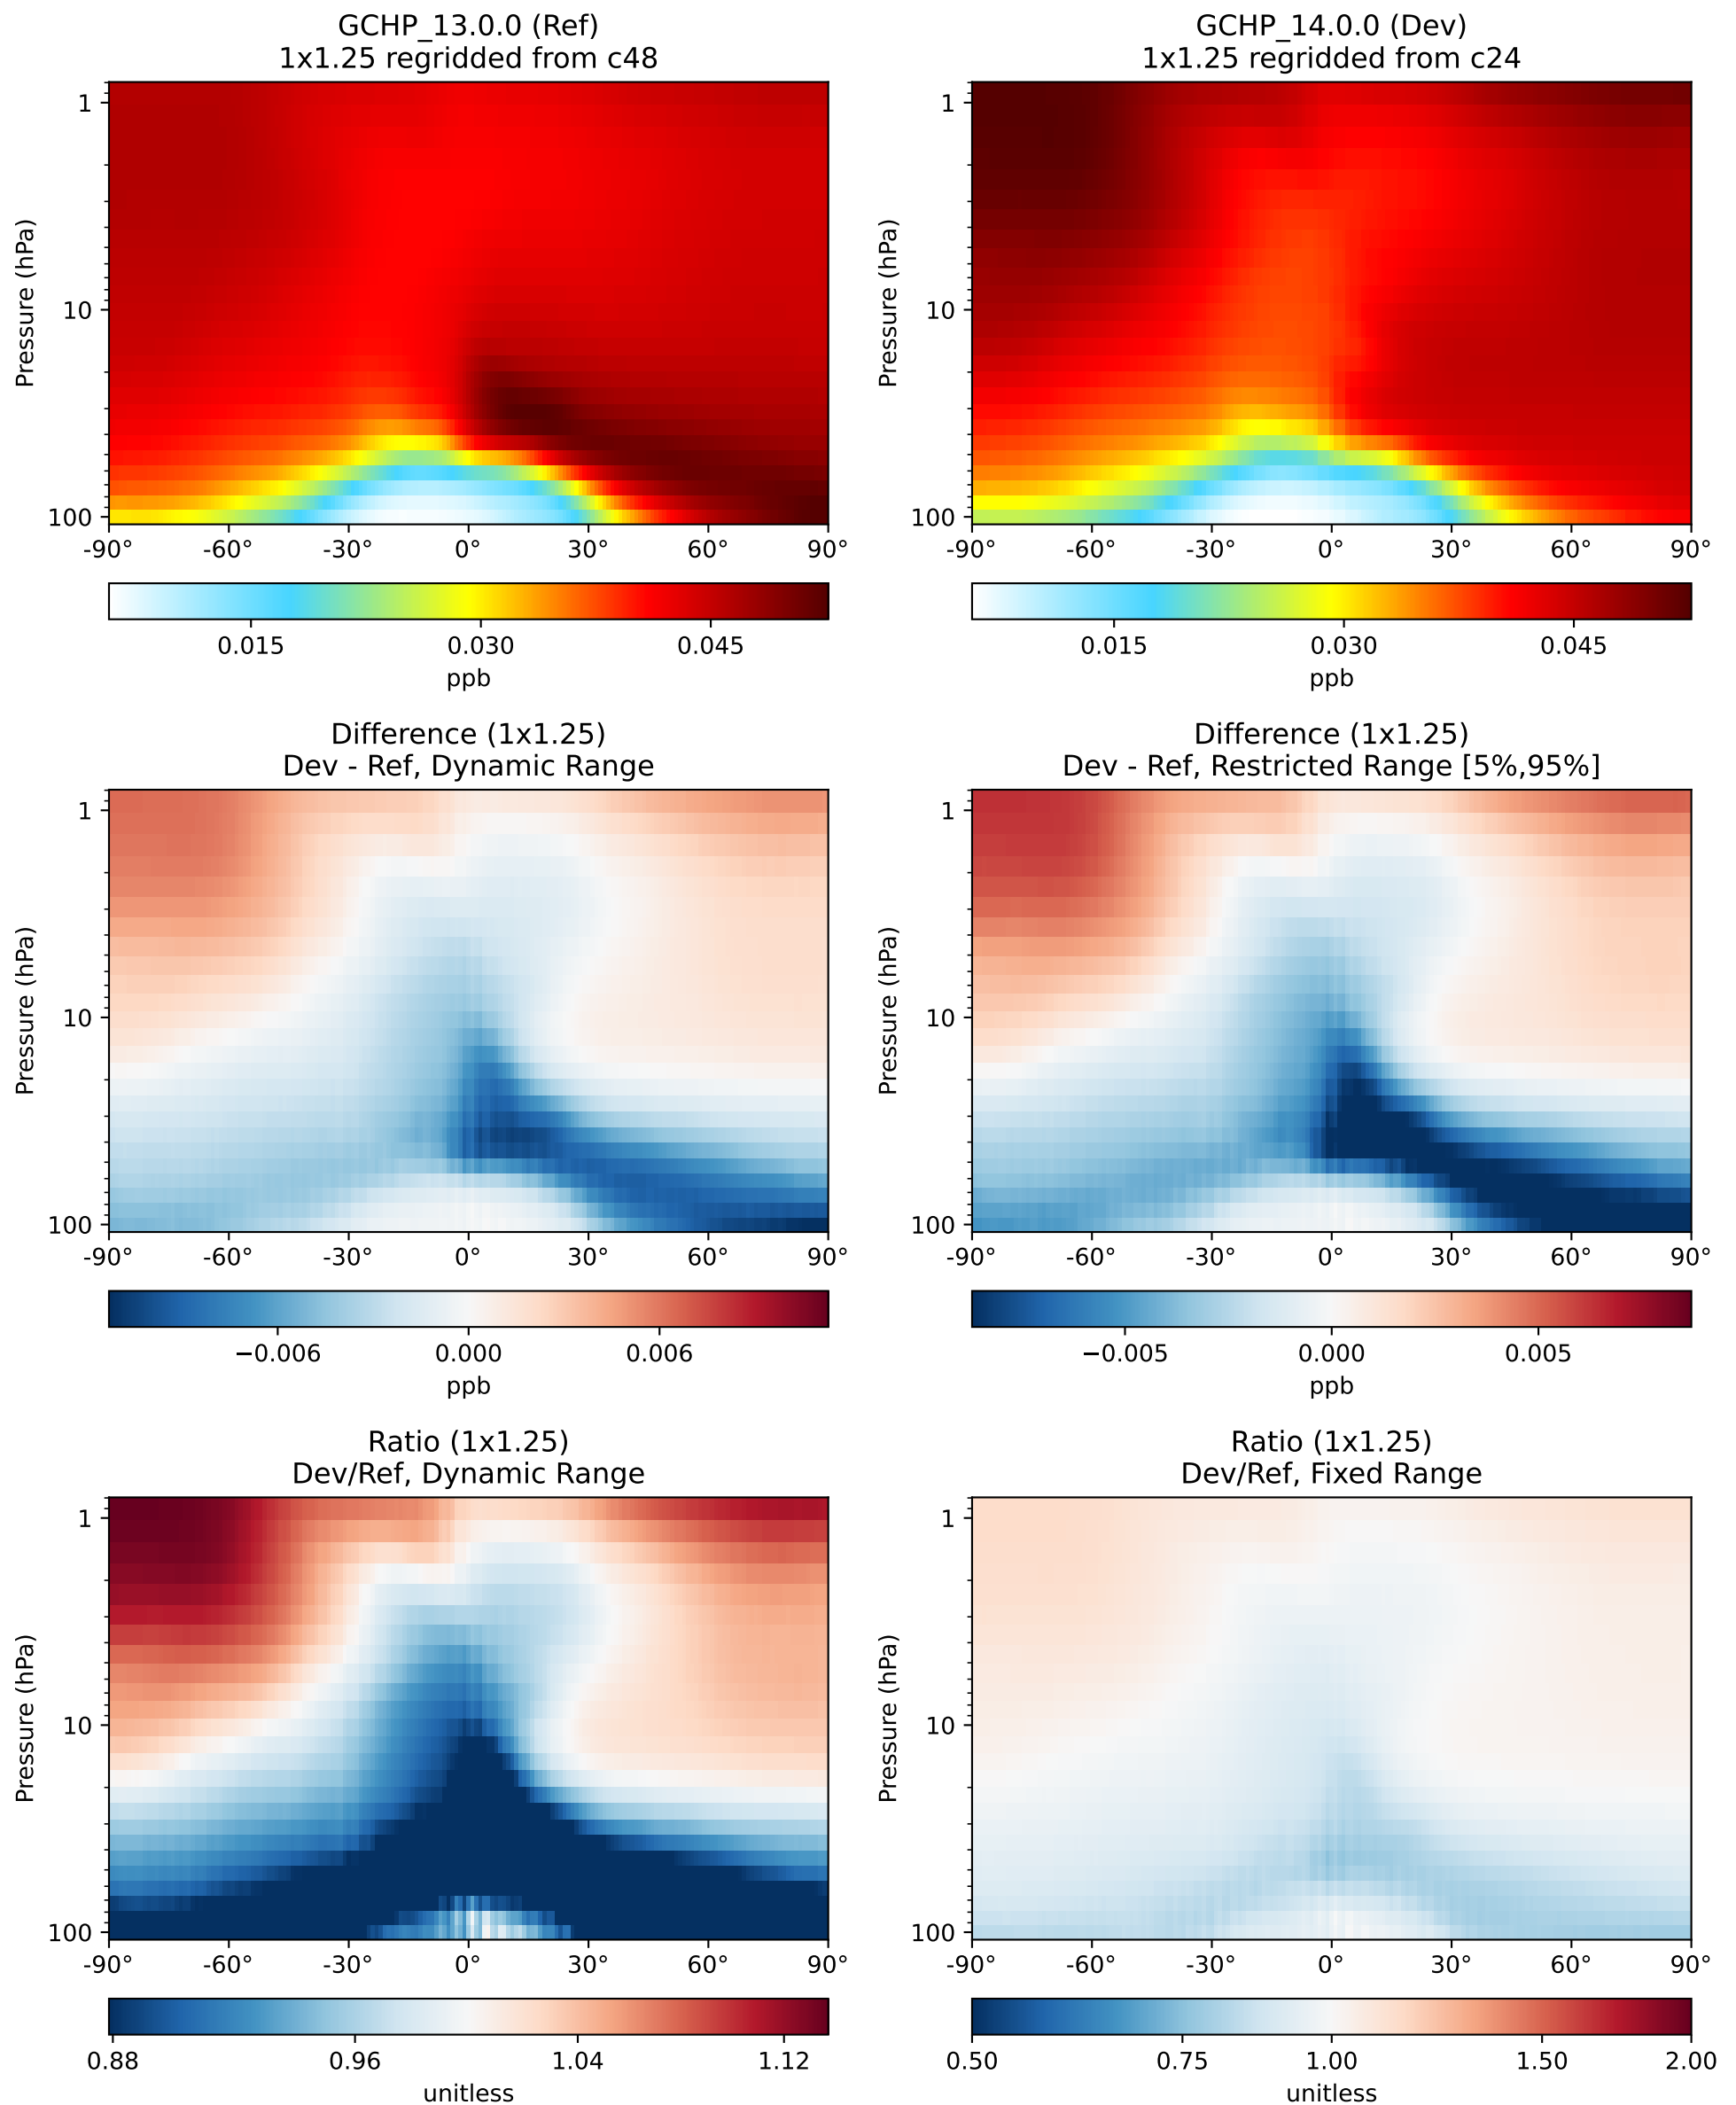 GCHP_13.0.0 (Ref)
1x1.25 regridded from c48
Pressure (hPa)
1
10
100
-90° -60° -30° 0° 30° 60° 90°
0.015 0.030 0.045
ppb
GCHP_14.0.0 (Dev)
1x1.25 regridded from c24
Pressure (hPa)
1
10
100
-90° -60° -30° 0° 30° 60° 90°
0.015 0.030 0.045
ppb
Difference (1x1.25)
Dev - Ref, Dynamic Range
Pressure (hPa)
1
10
100
-90° -60° -30° 0° 30° 60° 90°
−0.006 0.000 0.006
ppb
Difference (1x1.25)
Dev - Ref, Restricted Range [5%,95%]
Pressure (hPa)
1
10
100
-90° -60° -30° 0° 30° 60° 90°
−0.005 0.000 0.005
ppb
Ratio (1x1.25)
Dev/Ref, Dynamic Range
Pressure (hPa)
1
10
100
-90° -60° -30° 0° 30° 60° 90°
0.88 0.96 1.04 1.12
unitless
Ratio (1x1.25)
Dev/Ref, Fixed Range
Pressure (hPa)
1
10
100
-90° -60° -30° 0° 30° 60° 90°
0.50 0.75 1.00 1.50 2.00
unitless